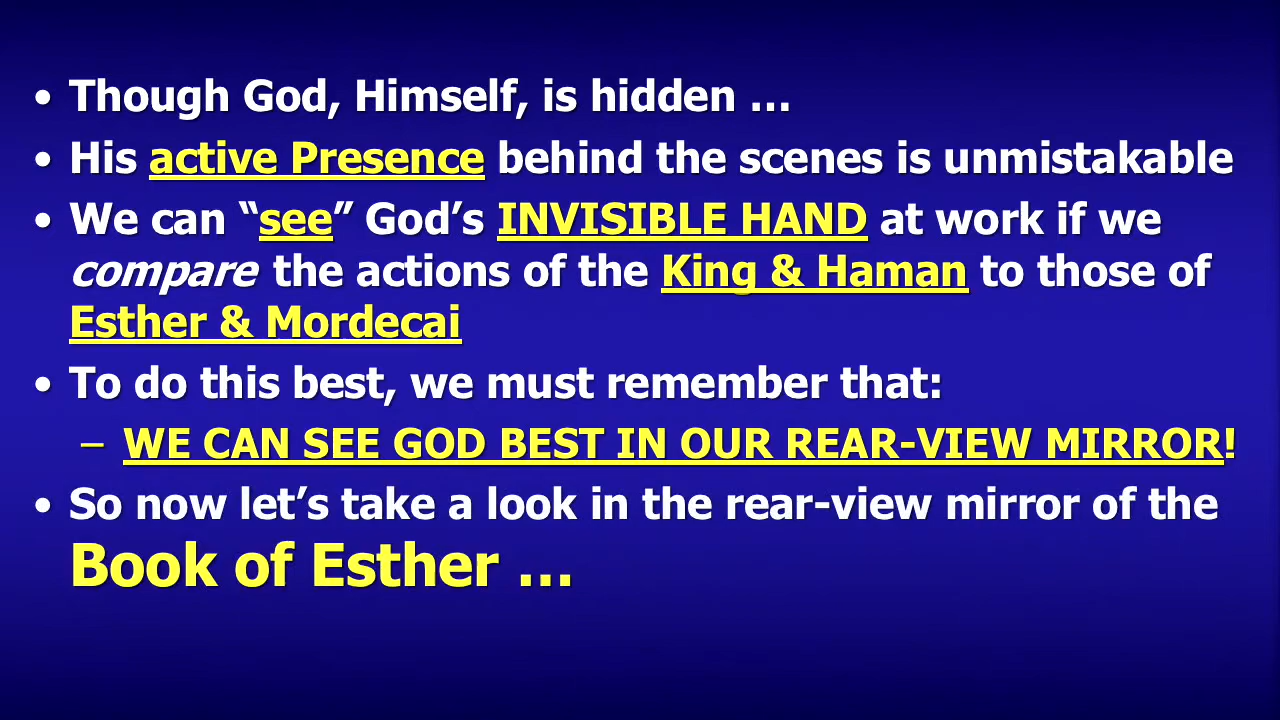 • Though God, Himself, is hidden …
• His active Presence behind the scenes is unmistakable
• We can “see” God’s INVISIBLE HAND at work if we
compare the actions of the King & Haman to those of
Esther & Mordecai
• To do this best, we must remember that:
– WE CAN SEE GOD BEST IN OUR REAR-VIEW MIRROR!
• So now let’s take a look in the rear-view mirror of the
Book of Esther …